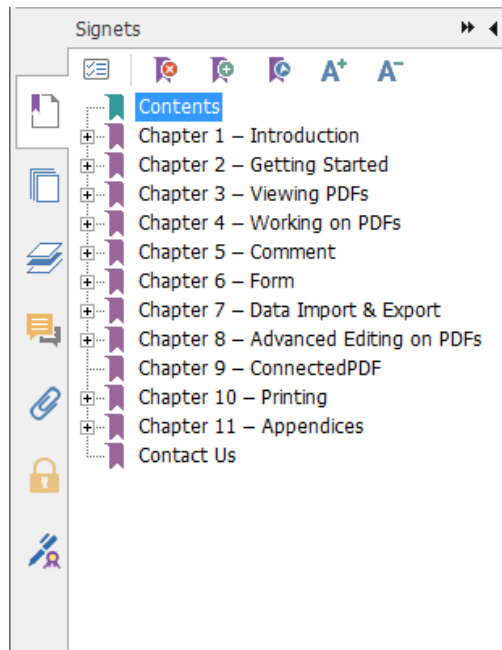 Signets
A+ A-
Contents
Chapter 1 – Introduction
Chapter 2 – Getting Started
Chapter 3 – Viewing PDFs
Chapter 4 – Working on PDFs
Chapter 5 – Comment
Chapter 6 – Form
Chapter 7 – Data Import & Export
Chapter 8 – Advanced Editing on PDFs
Chapter 9 – ConnectedPDF
Chapter 10 – Printing
Chapter 11 – Appendices
Contact Us